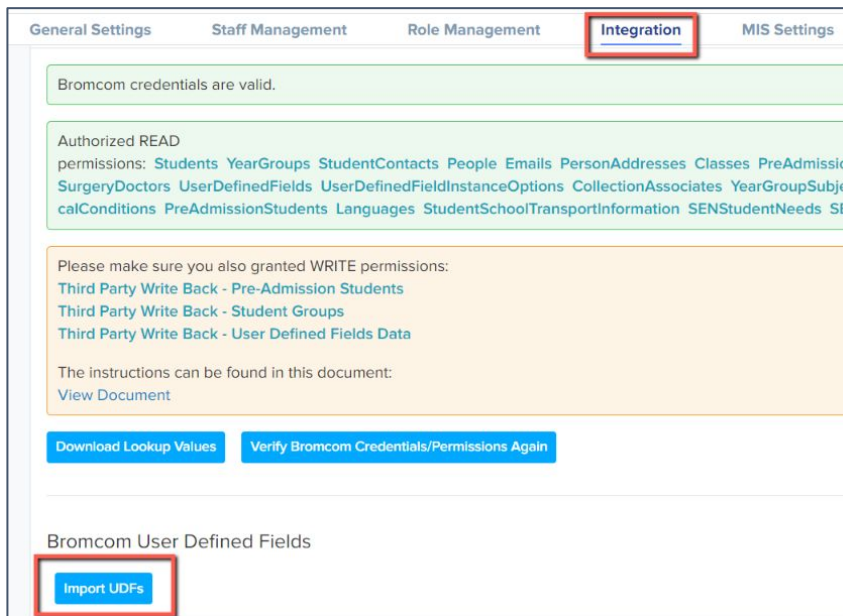 General Settings Staff Management Role Management Integration MIS Settings
Bromcom credentials are valid.
Authorized READ
permissions: Students YearGroups StudentContacts People Emails PersonAddresses Classes
SurgeryDoctors UserDefinedFields UserDefinedFieldInstanceOptions CollectionAssociates
calConditions PreAdmissionStudents Languages StudentSchoolTransportInformation SENStudentNeeds
Please make sure you also granted WRITE permissions:
Third Party Write Back - Pre-Admission Students
Third Party Write Back - Student Groups
Third Party Write Back - User Defined Fields Data
The instructions can be found in this document:
View Document
Download Lookup Values Verify Bromcom Credentials/Permissions Again
Bromcom User Defined Fields
Import UDFs